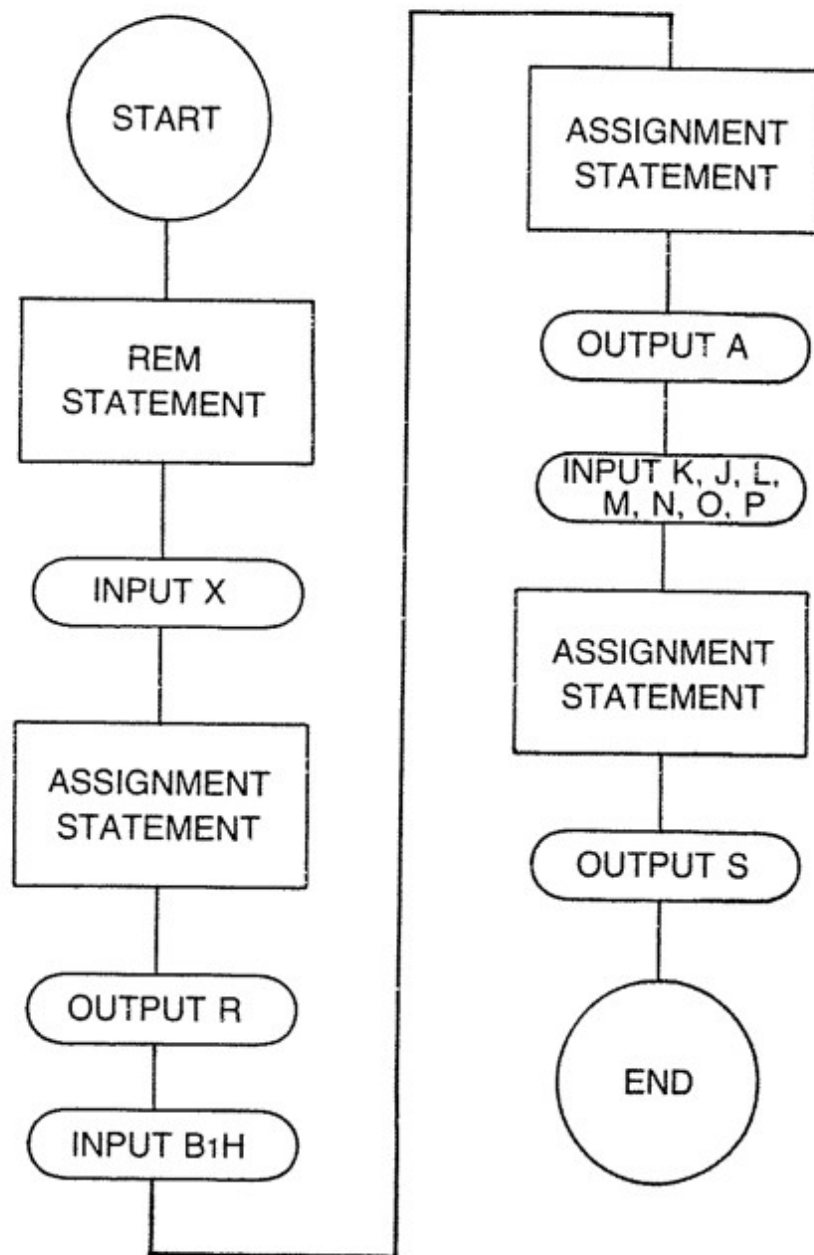 START
REM
STATEMENT
INPUT X
ASSIGNMENT
STATEMENT
OUTPUT R
INPUT B1H
ASSIGNMENT
STATEMENT
OUTPUT A
INPUT K, J, L,
M, N, O, P
ASSIGNMENT
STATEMENT
OUTPUT S
END